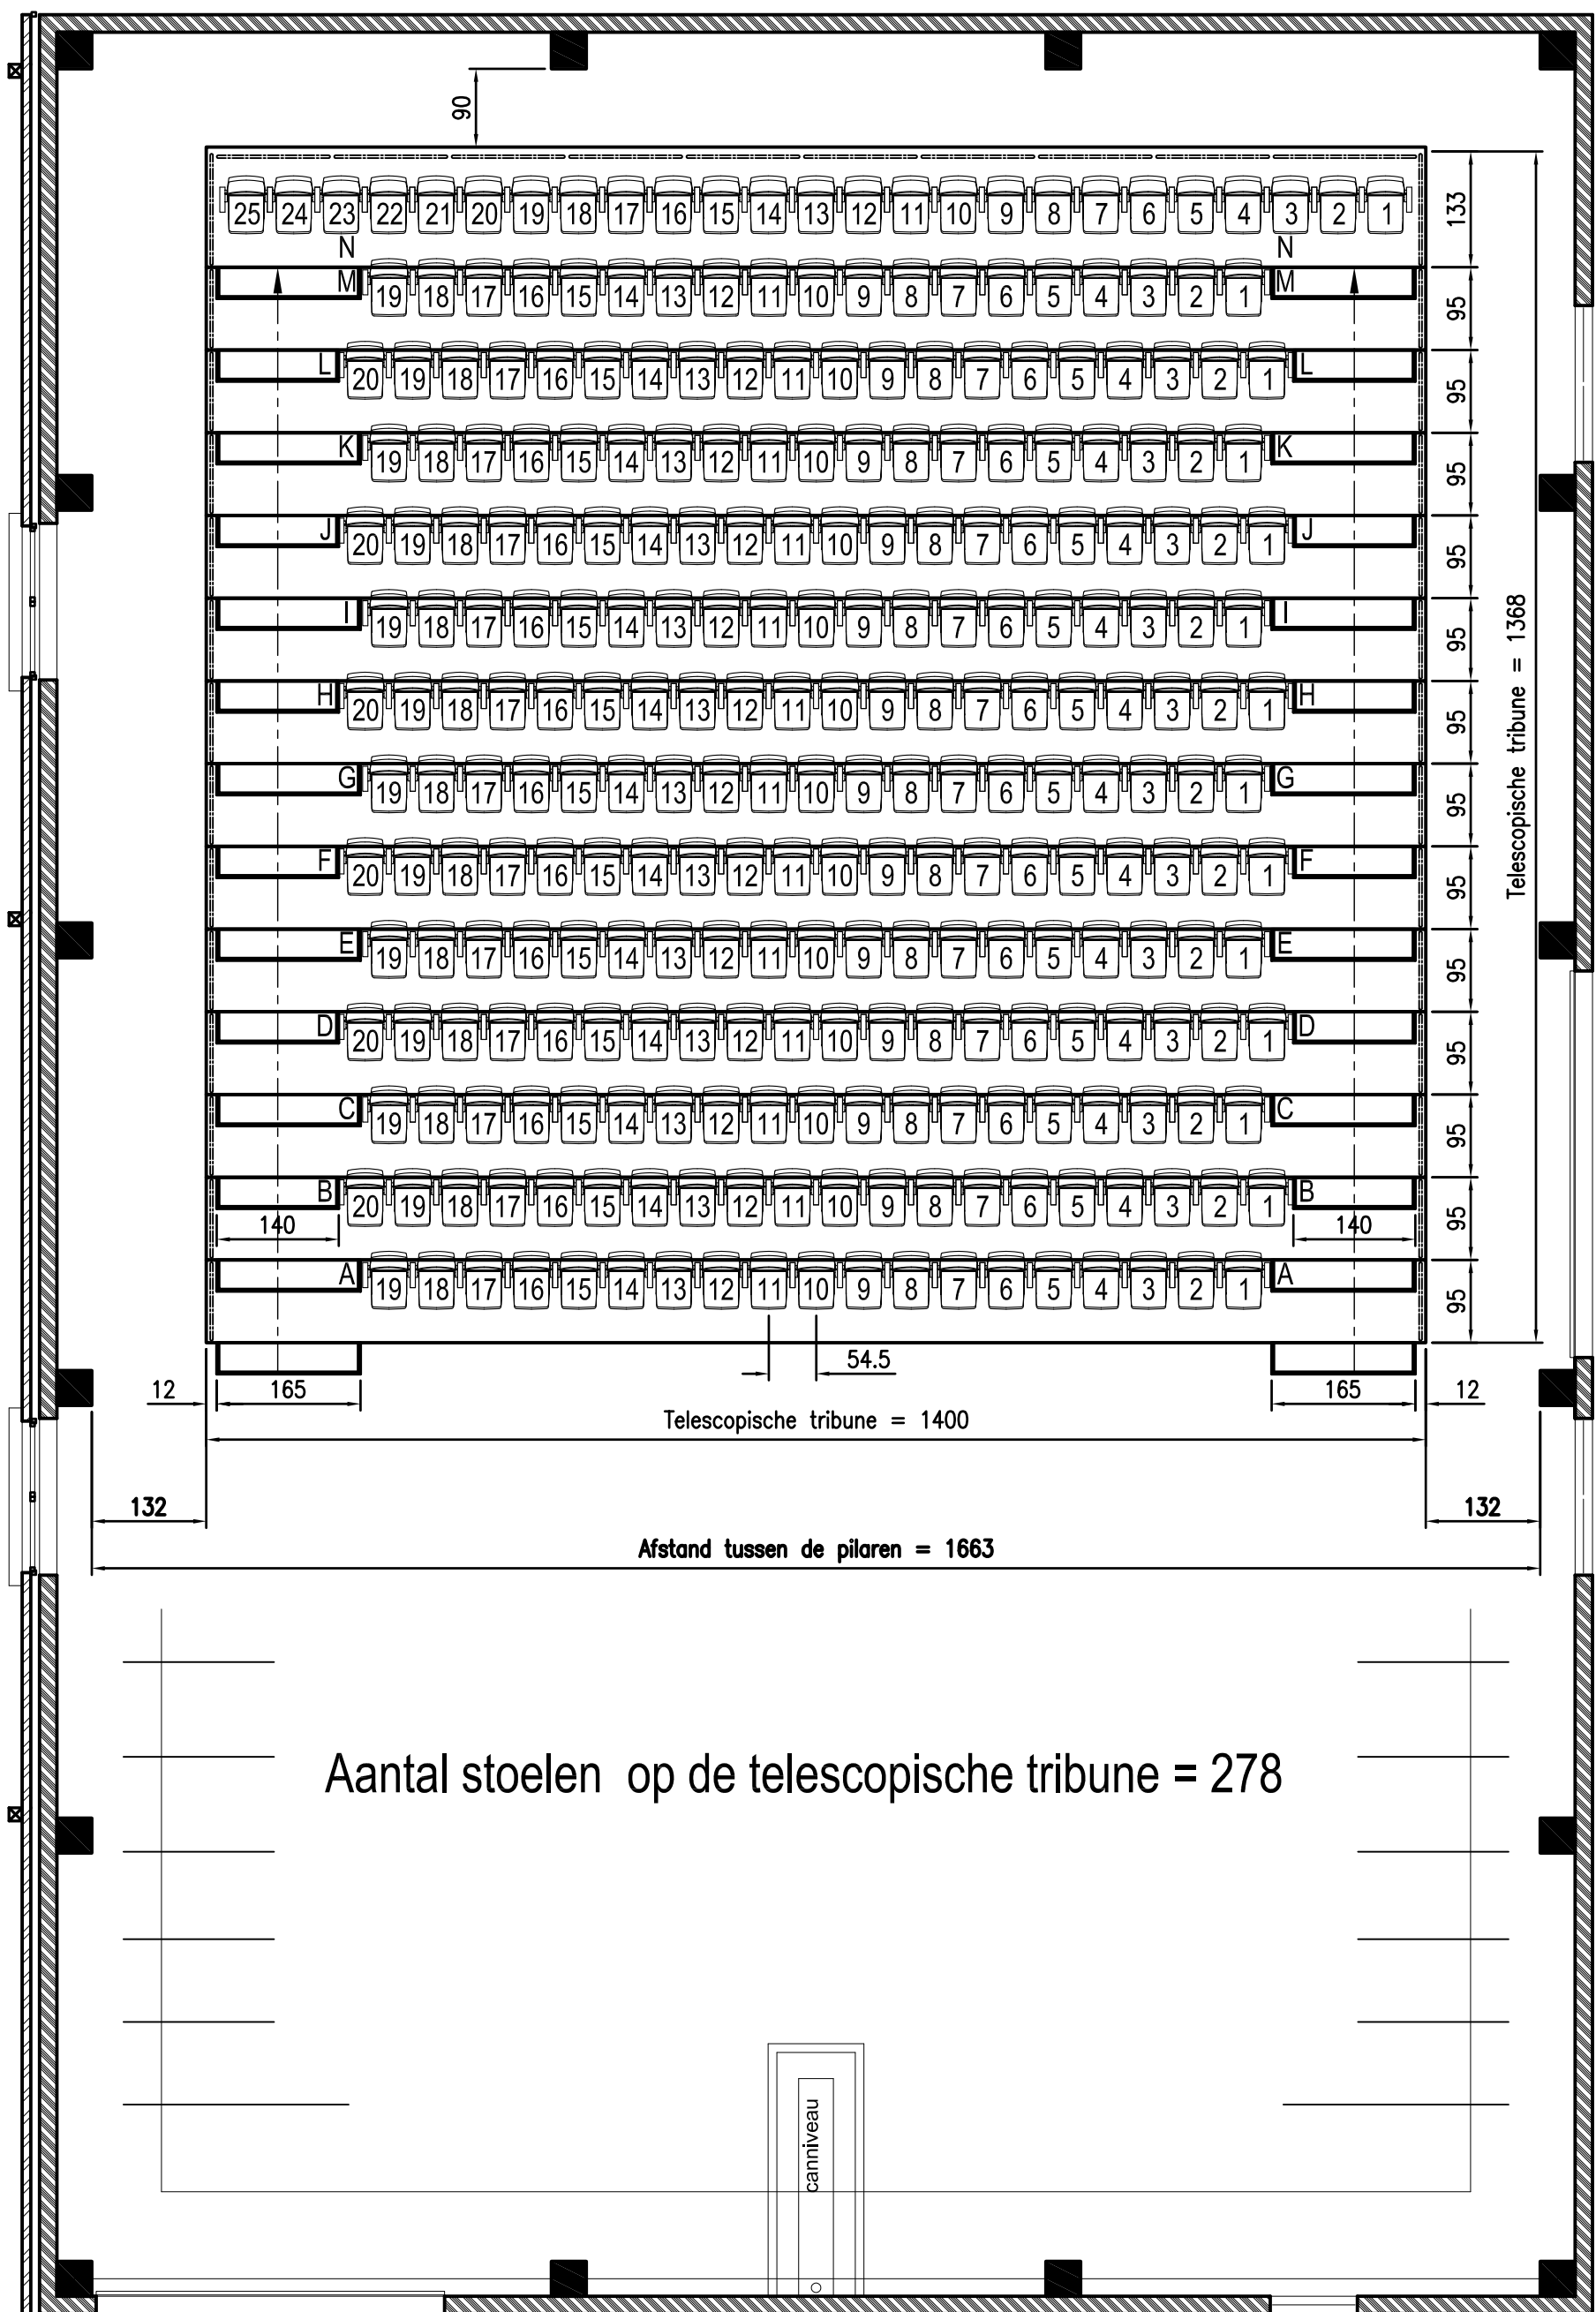 90
25 24 23 22 21 20 19 18 17 16 15 14 13 12 11 10 9 8 7 6 5 4 3 2 1
133
N N
M 19 18 17 16 15 14 13 12 11 10 9 8 7 6 5 4 3 2 1 M
95
L 20 19 18 17 16 15 14 13 12 11 10 9 8 7 6 5 4 3 2 1 L
95
K 19 18 17 16 15 14 13 12 11 10 9 8 7 6 5 4 3 2 1 K
95
J 20 19 18 17 16 15 14 13 12 11 10 9 8 7 6 5 4 3 2 1 J
95
I 19 18 17 16 15 14 13 12 11 10 9 8 7 6 5 4 3 2 1 I
95
H 20 19 18 17 16 15 14 13 12 11 10 9 8 7 6 5 4 3 2 1 H
95
G 19 18 17 16 15 14 13 12 11 10 9 8 7 6 5 4 3 2 1 G
95
F 20 19 18 17 16 15 14 13 12 11 10 9 8 7 6 5 4 3 2 1 F
95
E 19 18 17 16 15 14 13 12 11 10 9 8 7 6 5 4 3 2 1 E
95
D 20 19 18 17 16 15 14 13 12 11 10 9 8 7 6 5 4 3 2 1 D
95
C 19 18 17 16 15 14 13 12 11 10 9 8 7 6 5 4 3 2 1 C
95
B 20 19 18 17 16 15 14 13 12 11 10 9 8 7 6 5 4 3 2 1 B
95
140 140
A 19 18 17 16 15 14 13 12 11 10 9 8 7 6 5 4 3 2 1 A
95
Telescopische tribune = 1368
54.5
12 165 165 12
Telescopische tribune = 1400
132 132
Afstand tussen de pilaren = 1663
Aantal stoelen op de telescopische tribune = 278
canniveau